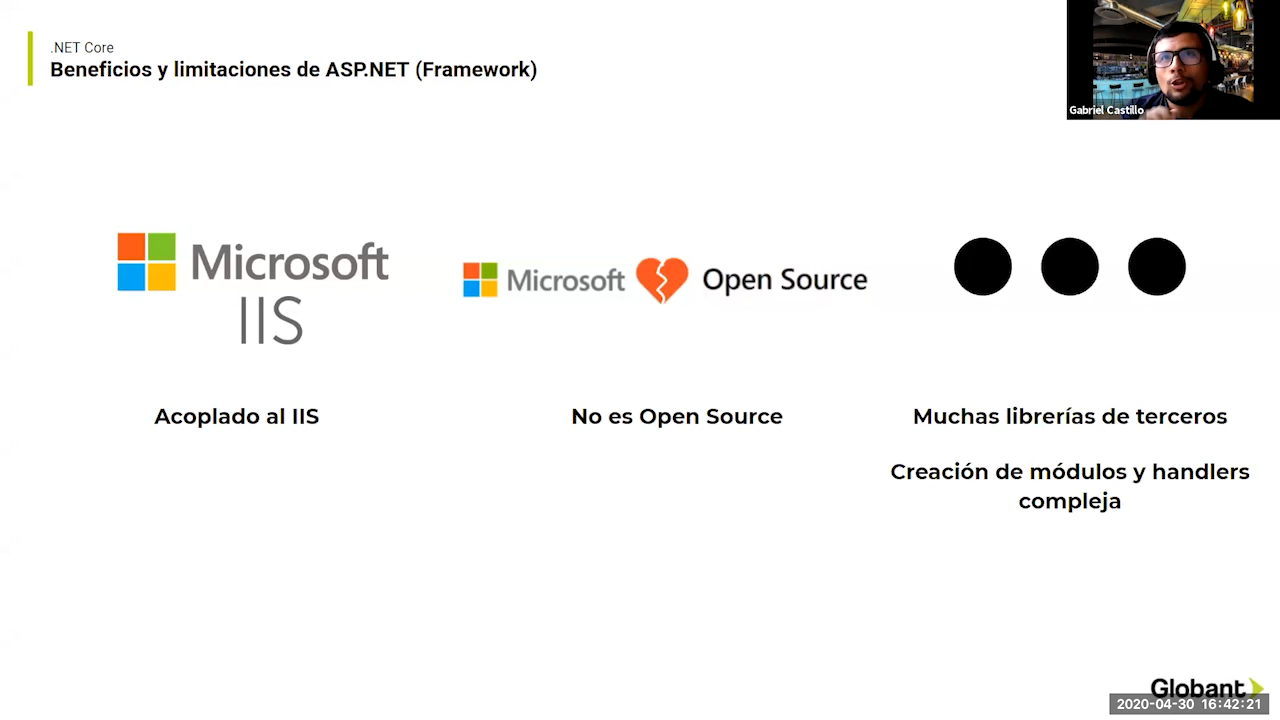 .NET Core
Beneficios y limitaciones de ASP.NET (Framework)
Gabriel Castillo
Microsoft
IIS
Microsoft Open Source
Acoplado al IIS
No es Open Source
Muchas librerías de terceros
Creación de módulos y handlers
compleja
Globant
2020-04-30 16:42:21